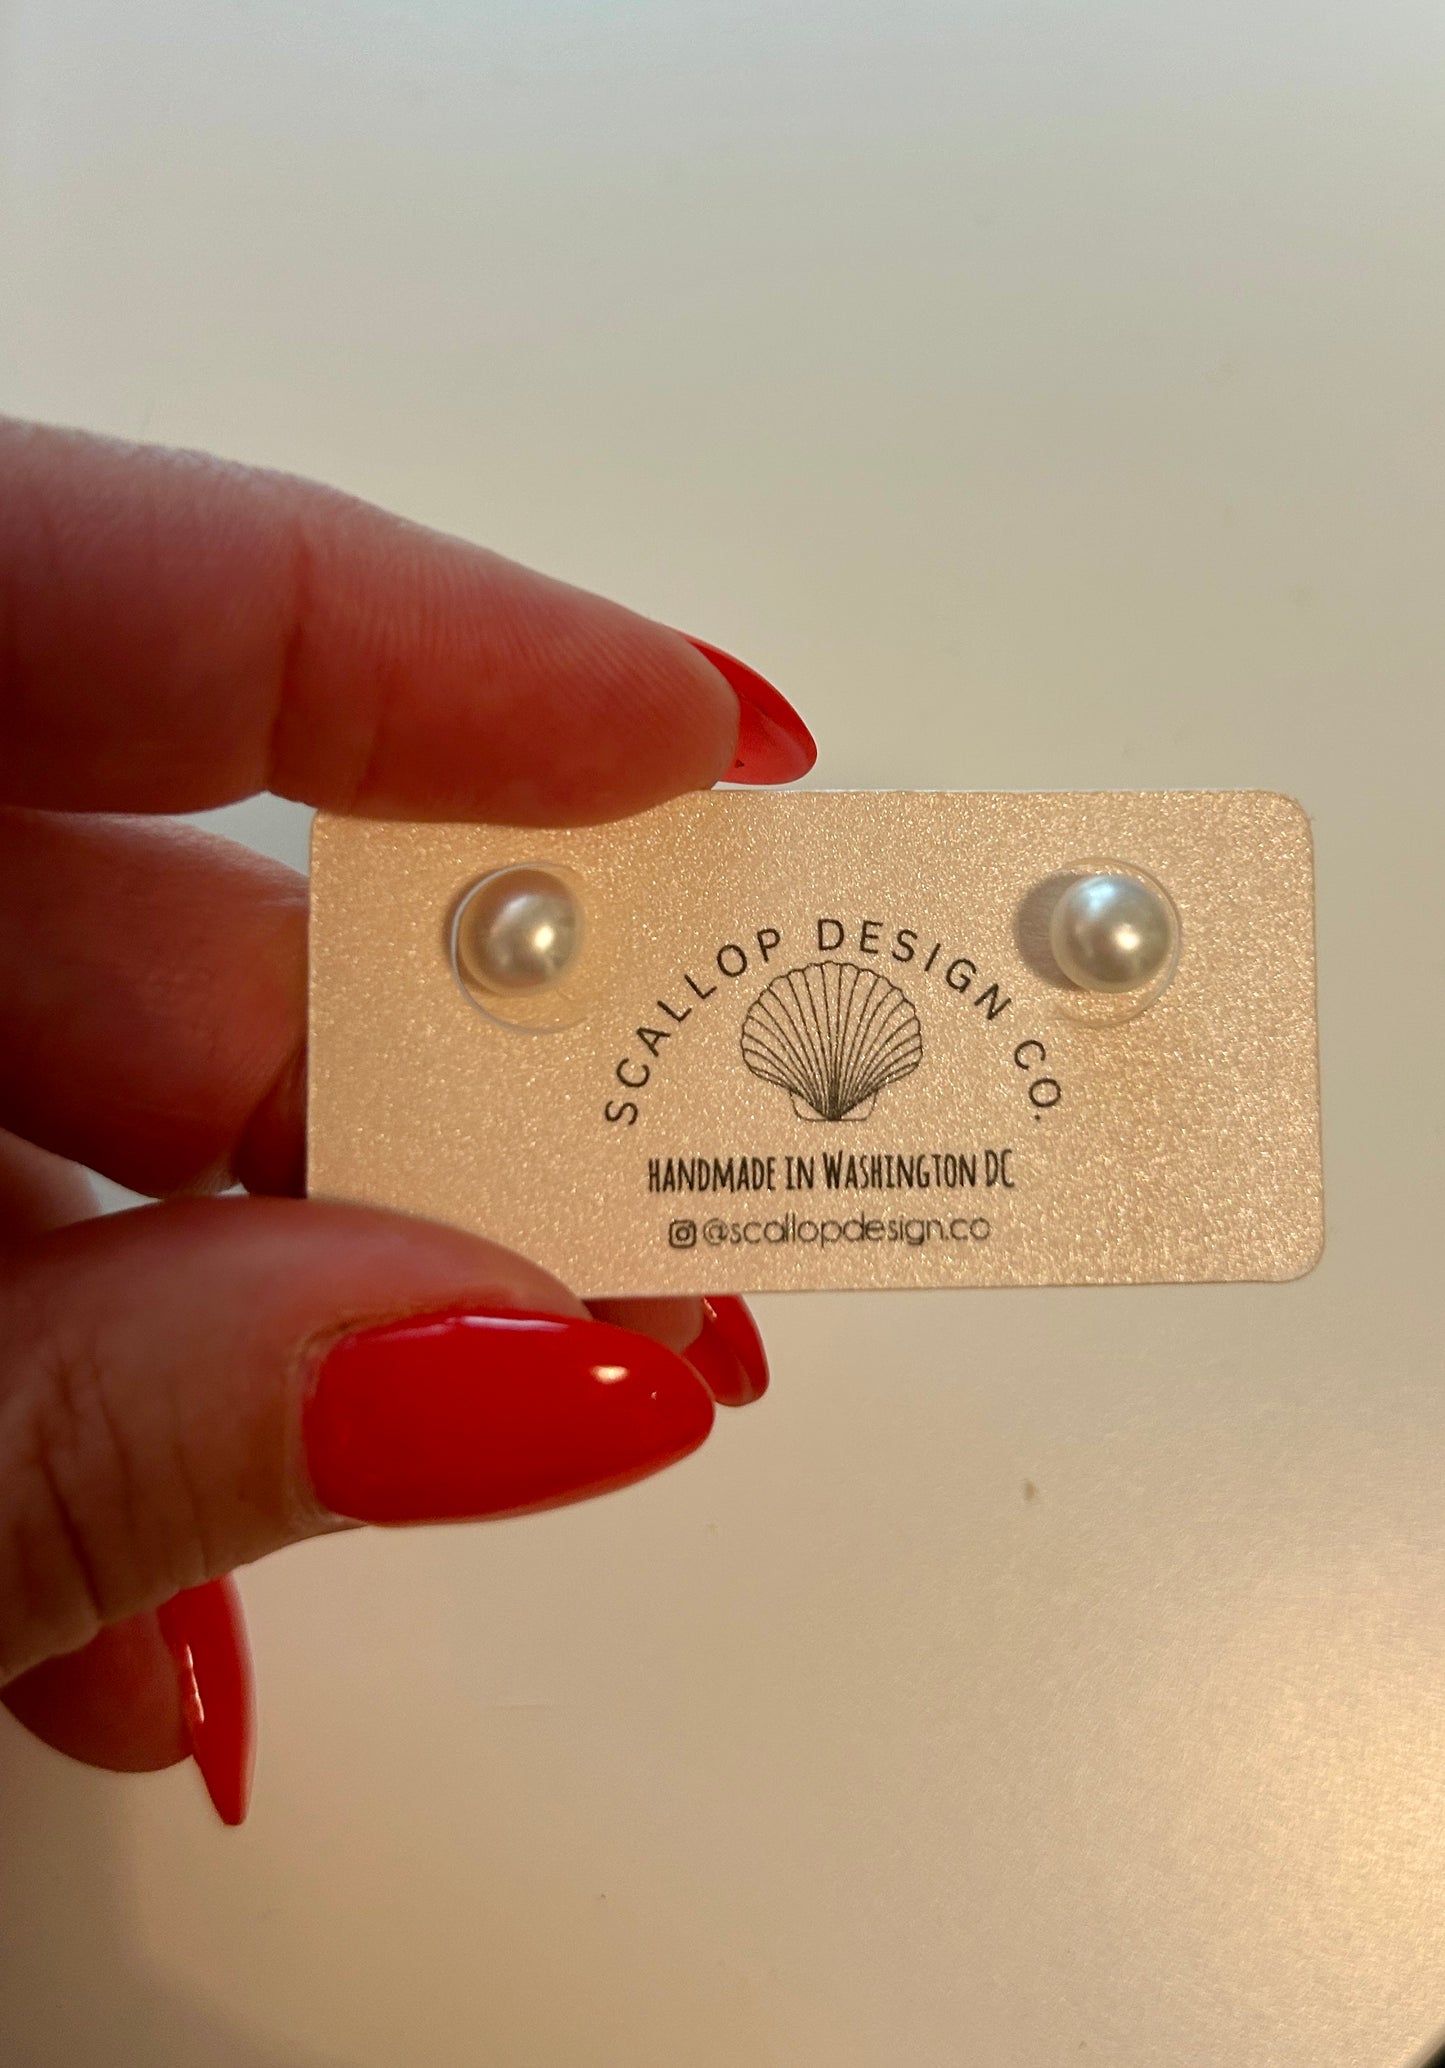 SCALLOP DESIGN CO.
HANDMADE IN WASHINGTON DC
@scallopdesign.co